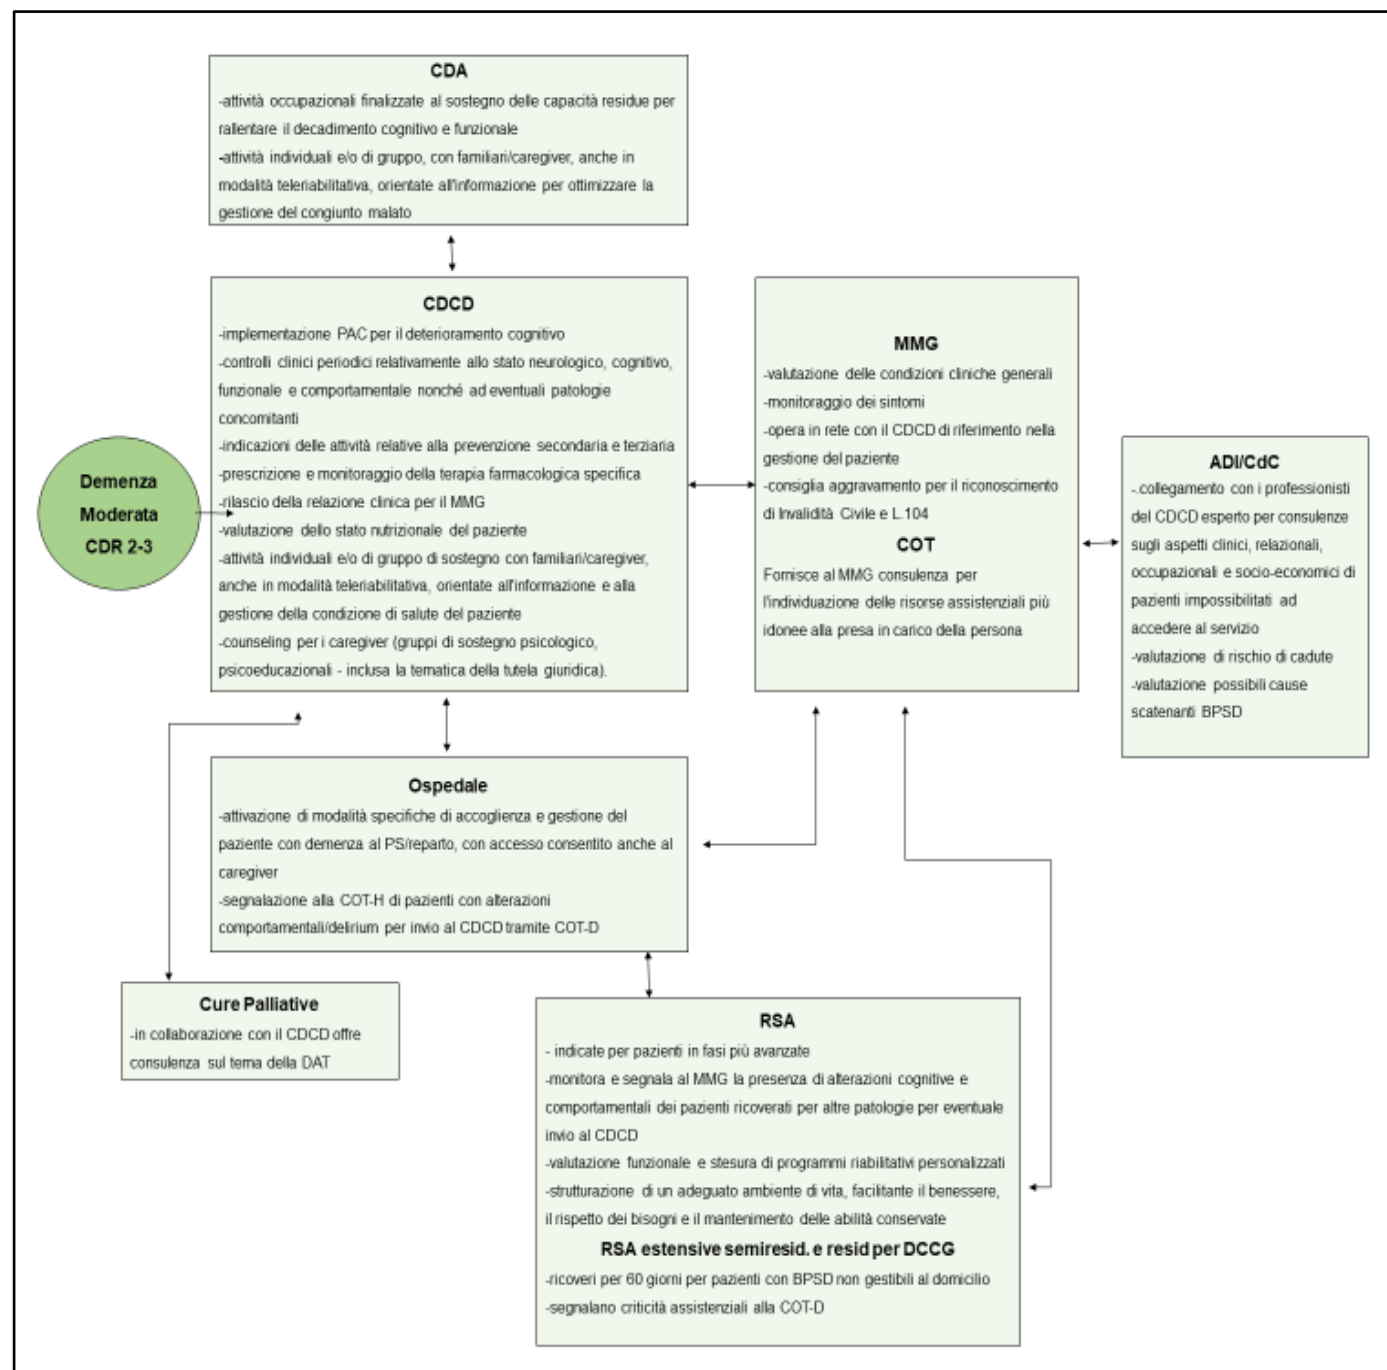 CDA
-attività occupazionali finalizzate al sostegno delle capacità residue per
rallentare il decadimento cognitivo e funzionale
-attività individuali e/o di gruppo, con familiari/caregiver, anche in
modalità teleriabilitativa, orientate all'informazione per ottimizzare la
gestione del congiunto malato
Demenza
Moderata
CDR 2-3
CDCD
-implementazione PAC per il deterioramento cognitivo
-controlli clinici periodici relativamente allo stato neurologico, cognitivo,
funzionale e comportamentale nonché ad eventuali patologie
concomitanti
-indicazioni delle attività relative alla prevenzione secondaria e terziaria
-prescrizione e monitoraggio della terapia farmacologica specifica
-rilascio della relazione clinica per il MMG
-valutazione dello stato nutrizionale del paziente
-attività individuali e/o di gruppo di sostegno con familiari/caregiver,
anche in modalità teleriabilitativa, orientate all'informazione e alla
gestione della condizione di salute del paziente
-counseling per i caregiver (gruppi di sostegno psicologico,
psicoeducazionali - inclusa la tematica della tutela giuridica).
MMG
-valutazione delle condizioni cliniche generali
-monitoraggio dei sintomi
-opera in rete con il CDCD di riferimento nella
gestione del paziente
-consiglia aggravamento per il riconoscimento
di Invalidità Civile e L.104
COT
Fornisce al MMG consulenza per
l'individuazione delle risorse assistenziali più
idonee alla presa in carico della persona
ADI/CdC
-.collegamento con i professionisti
del CDCD esperto per consulenze
sugli aspetti clinici, relazionali,
occupazionali e socio-economici di
pazienti impossibilitati ad
accedere al servizio
-valutazione di rischio di cadute
-valutazione possibili cause
scatenanti BPSD
Ospedale
-attivazione di modalità specifiche di accoglienza e gestione del
paziente con demenza al PS/reparto, con accesso consentito anche al
caregiver
-segnalazione alla COT-H di pazienti con alterazioni
comportamentali/delirium per invio al CDCD tramite COT-D
Cure Palliative
-in collaborazione con il CDCD offre
consulenza sul tema della DAT
RSA
- indicate per pazienti in fasi più avanzate
-monitora e segnala al MMG la presenza di alterazioni cognitive e
comportamentali dei pazienti ricoverati per altre patologie per eventuale
invio al CDCD
-valutazione funzionale e stesura di programmi riabilitativi personalizzati
-strutturazione di un adeguato ambiente di vita, facilitante il benessere,
il rispetto dei bisogni e il mantenimento delle abilità conservate
RSA estensive semiresid. e resid per DCCG
-ricoveri per 60 giorni per pazienti con BPSD non gestibili al domicilio
-segnalano criticità assistenziali alla COT-D